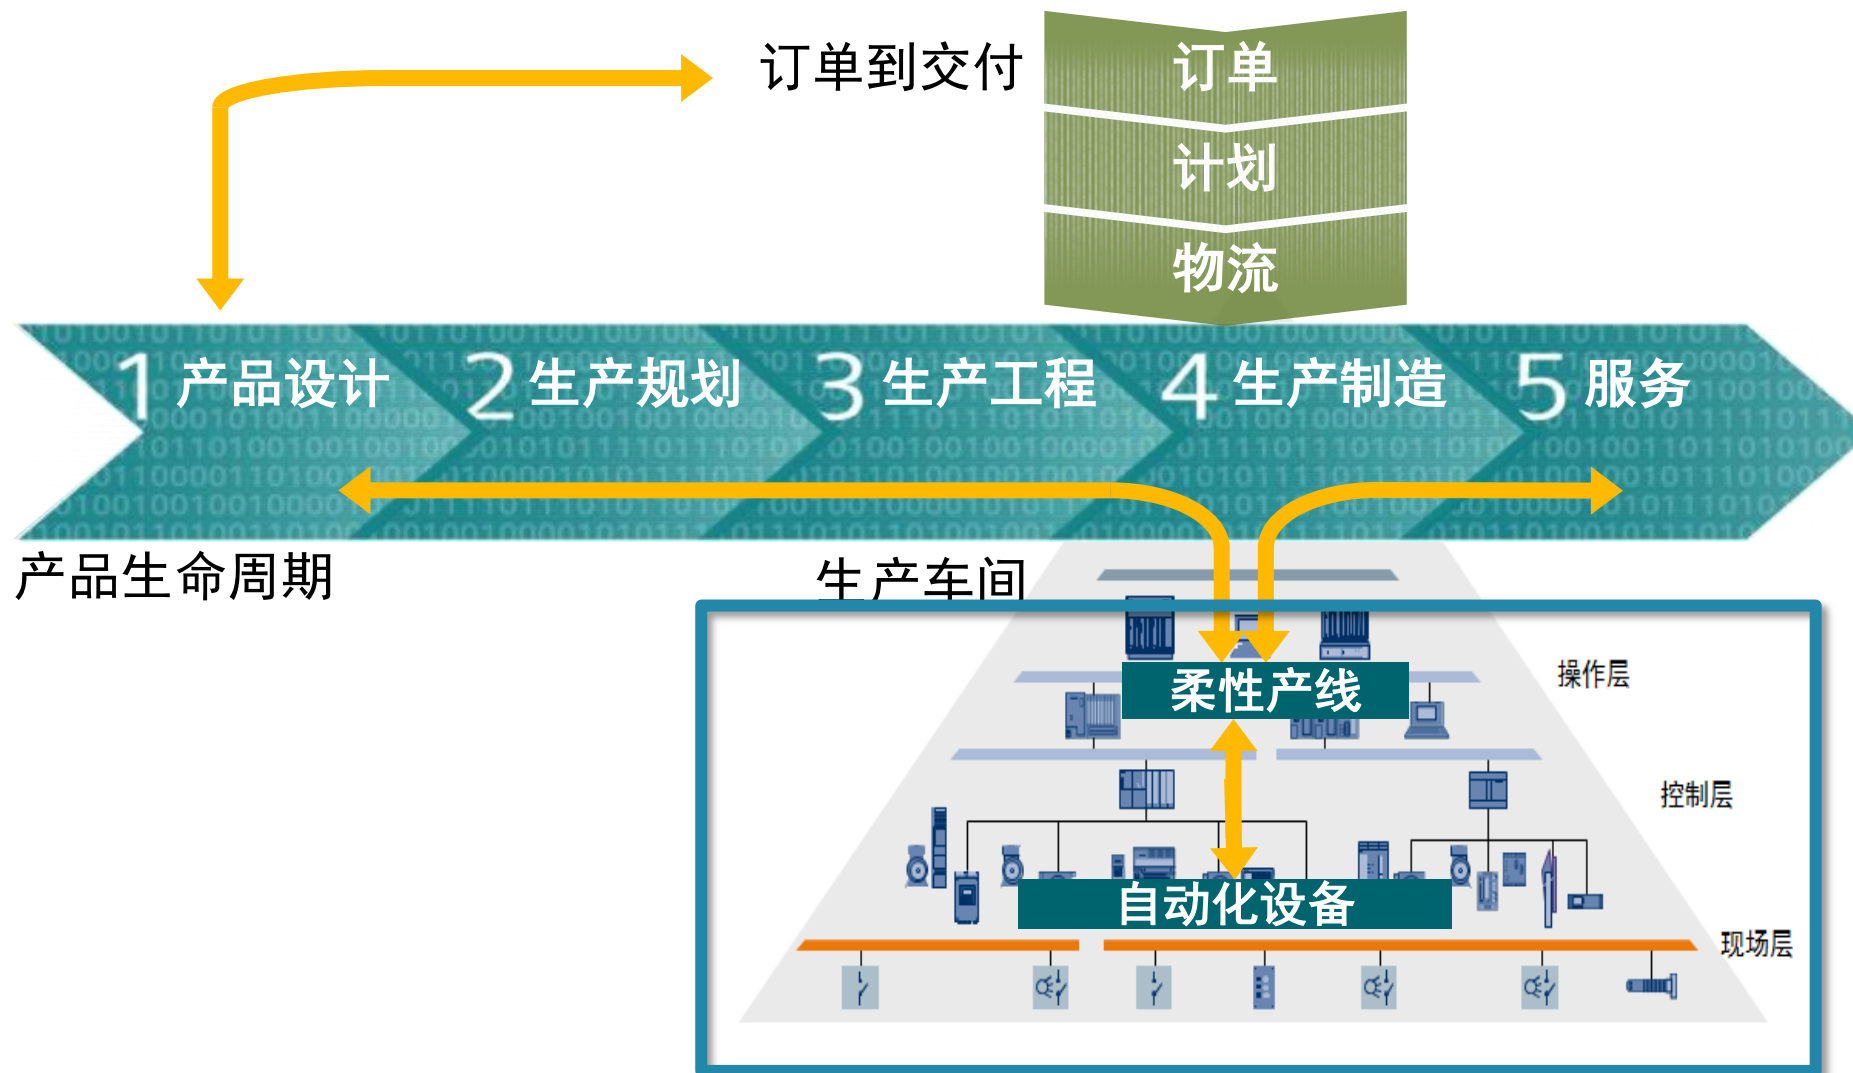 订单到交付
订单
计划
物流
1 产品设计
2 生产规划
3 生产工程
4 生产制造
5 服务
产品生命周期
生产车间
柔性产线
操作层
控制层
自动化设备
现场层